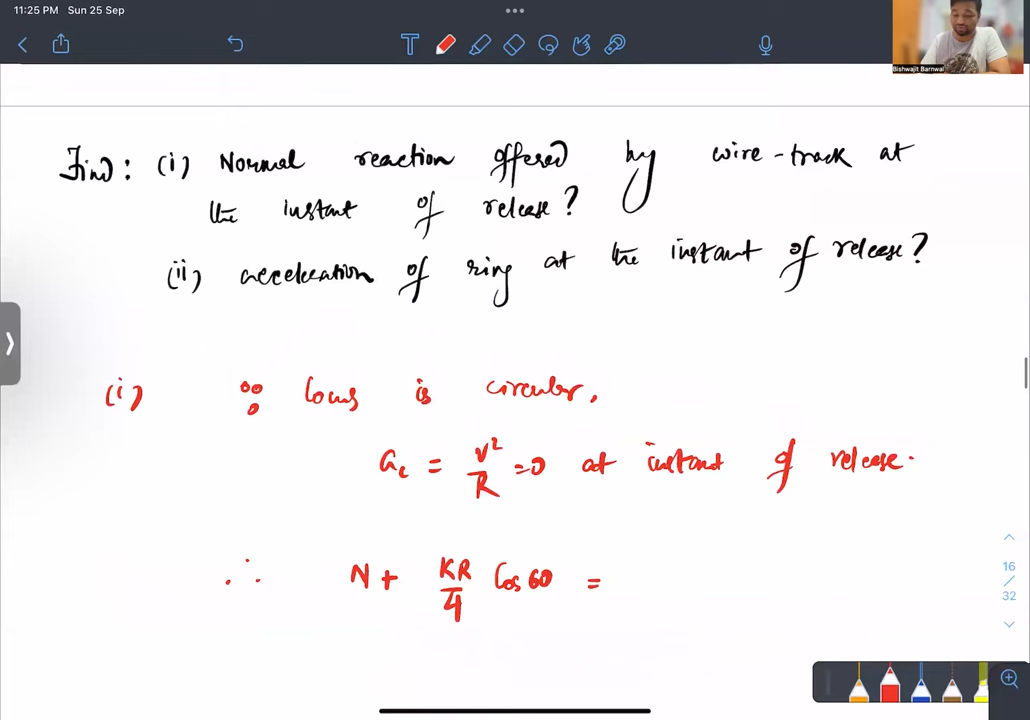 11:25 PM Sun 25 Sep
Bishwajit Barnwal
Find: (i) Normal reaction offered by wire-track at
the instant of release?
(ii) acceleration of ring at the instant of release?
(i) ∵ locus is circular,
a_c = v²/R = 0 at instant of release.
∴ N + KR/4 Cos 60 =
16
/
32